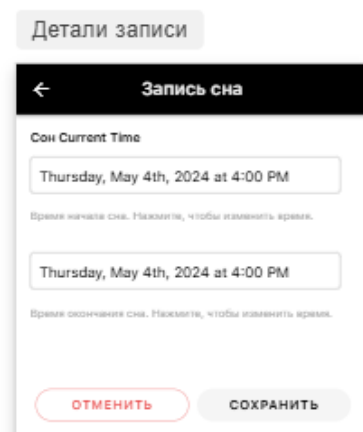 Детали записи
Запись сна
Сон Current Time
Thursday, May 4th, 2024 at 4:00 PM
Время начала сна. Нажмите, чтобы изменить время.
Thursday, May 4th, 2024 at 4:00 PM
Время окончания сна. Нажмите, чтобы изменить время.
ОТМЕНИТЬ СОХРАНИТЬ